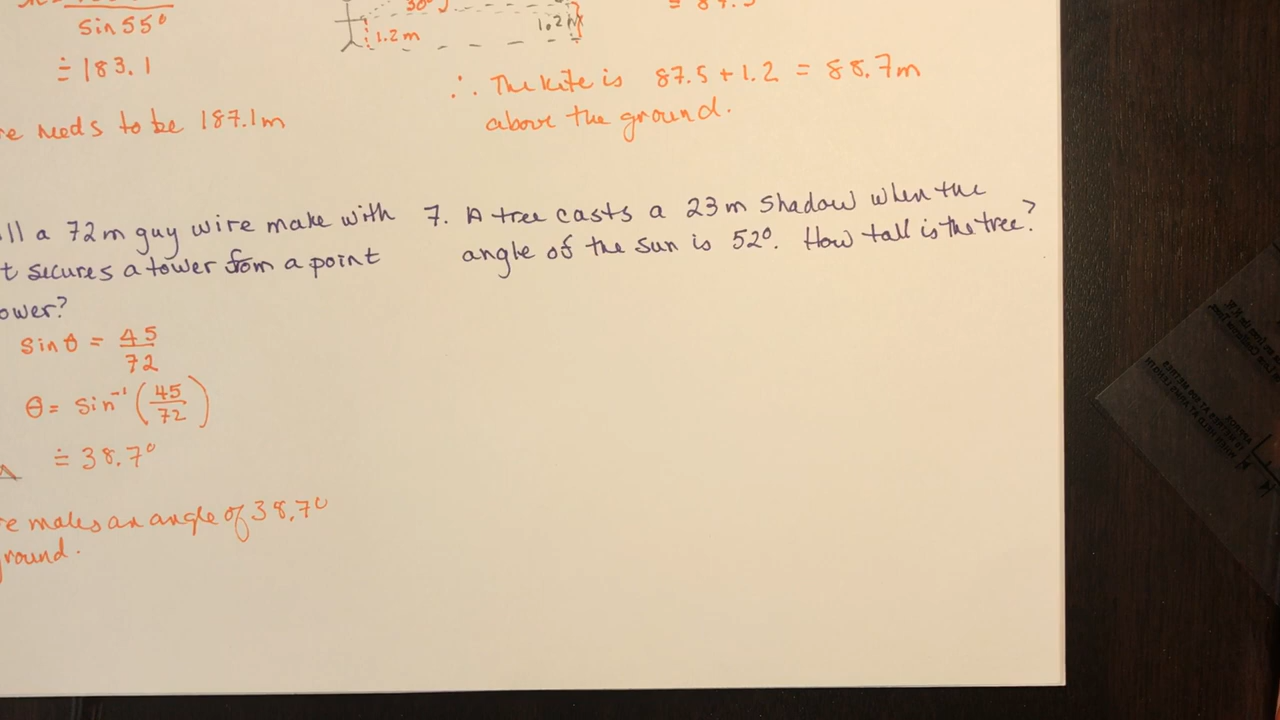 Sin 55°
≐ 183.1
re needs to be 187.1m
30°
1.2m
1.2m
∴ The kite is 87.5 + 1.2 = 88.7m
above the ground.
ill a 72m guy wire make with
t secures a tower from a point
ower?
Sin θ = 45/72
θ = Sin⁻¹(45/72)
≐ 38.7°
re makes an angle of 38.7°
ground.
7. A tree casts a 23m shadow when the
angle of the sun is 52°. How tall is the tree?